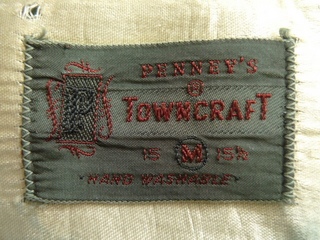 PENNEY'S
TOWNCRAFT
15 M 15½
HAND WASHABLE